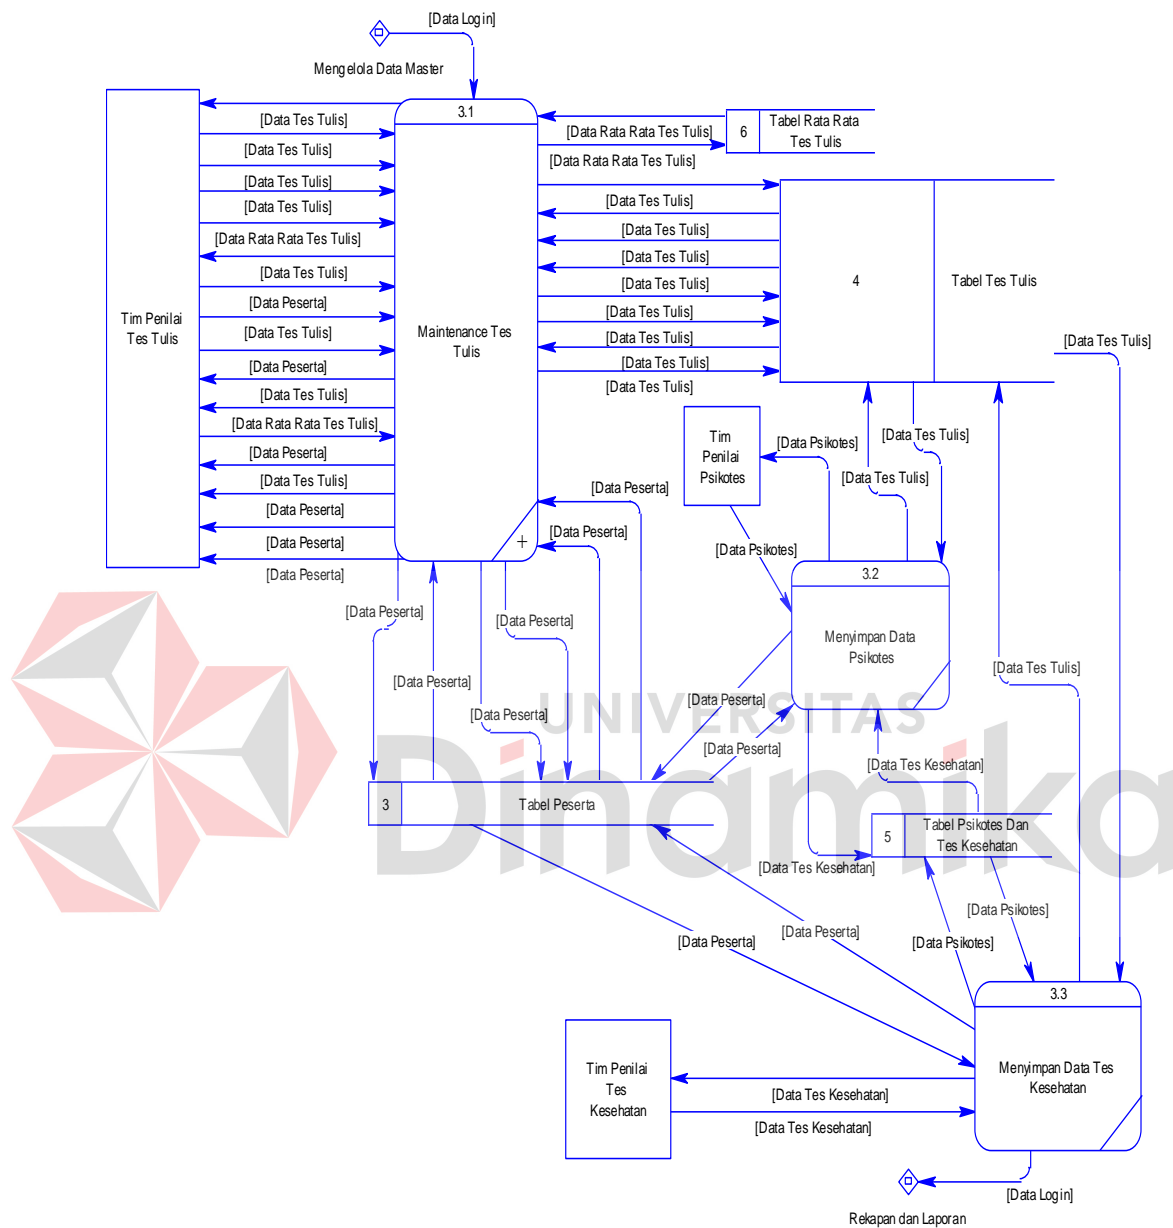 [Data Login]
Mengelola Data Master
3.1
Maintenance Tes
Tulis
+
Tim Penilai
Tes Tulis
[Data Tes Tulis]
[Data Tes Tulis]
[Data Tes Tulis]
[Data Tes Tulis]
[Data Rata Rata Tes Tulis]
[Data Tes Tulis]
[Data Peserta]
[Data Tes Tulis]
[Data Peserta]
[Data Tes Tulis]
[Data Rata Rata Tes Tulis]
[Data Peserta]
[Data Tes Tulis]
[Data Peserta]
[Data Peserta]
[Data Peserta]
[Data Rata Rata Tes Tulis]
[Data Rata Rata Tes Tulis]
6
Tabel Rata Rata
Tes Tulis
[Data Tes Tulis]
[Data Tes Tulis]
[Data Tes Tulis]
[Data Tes Tulis]
[Data Tes Tulis]
[Data Tes Tulis]
[Data Tes Tulis]
[Data Tes Tulis]
4
Tabel Tes Tulis
[Data Tes Tulis]
Tim
Penilai
Psikotes
[Data Psikotes]
[Data Tes Tulis]
[Data Tes Tulis]
[Data Peserta]
[Data Peserta]
[Data Psikotes]
3.2
Menyimpan Data
Psikotes
[Data Peserta]
[Data Peserta]
[Data Peserta]
[Data Peserta]
[Data Peserta]
[Data Peserta]
[Data Tes Tulis]
UNIVERSITAS
Dinamika
[Data Tes Kesehatan]
3
Tabel Peserta
5
Tabel Psikotes Dan
Tes Kesehatan
[Data Tes Kesehatan]
[Data Psikotes]
[Data Psikotes]
[Data Peserta]
[Data Peserta]
3.3
Menyimpan Data Tes
Kesehatan
Tim Penilai
Tes
Kesehatan
[Data Tes Kesehatan]
[Data Tes Kesehatan]
[Data Login]
Rekapan dan Laporan